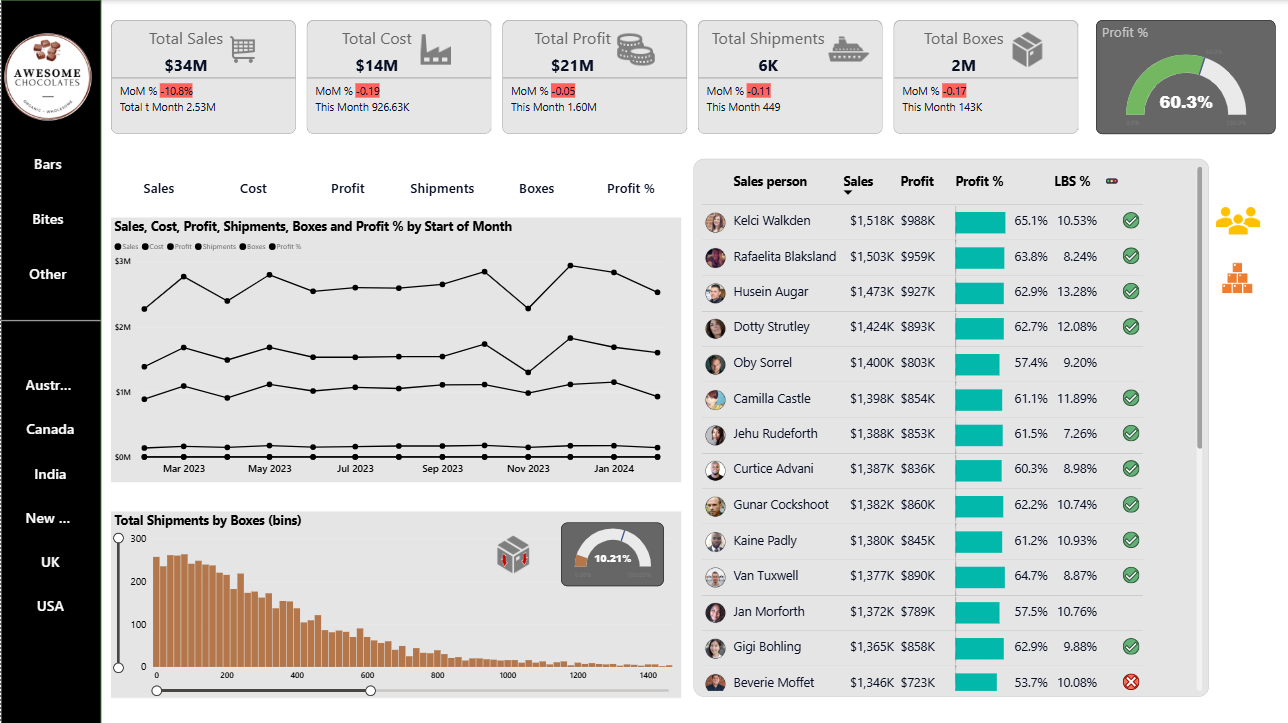 AWESOME
CHOCOLATES
Bars
Bites
Other
Austr...
Canada
India
New ...
UK
USA
Total Sales
$34M
MoM % -10.8%
Total t Month 2.53M
Total Cost
$14M
MoM % -0.19
This Month 926.63K
Total Profit
$21M
MoM % -0.05
This Month 1.60M
Total Shipments
6K
MoM % -0.11
This Month 449
Total Boxes
2M
MoM % -0.17
This Month 143K
Profit %
60.3%
Sales Cost Profit Shipments Boxes Profit %
Sales, Cost, Profit, Shipments, Boxes and Profit % by Start of Month
Sales Cost Profit Shipments Boxes Profit %
$3M
$2M
$1M
$0M
Mar 2023 May 2023 Jul 2023 Sep 2023 Nov 2023 Jan 2024
Total Shipments by Boxes (bins)
10.21%
300
200
100
0
0 200 400 600 800 1000 1200 1400
Sales person Sales Profit Profit % LBS %
Kelci Walkden $1,518K $988K 65.1% 10.53%
Rafaelita Blaksland $1,503K $959K 63.8% 8.24%
Husein Augar $1,473K $927K 62.9% 13.28%
Dotty Strutley $1,424K $893K 62.7% 12.08%
Oby Sorrel $1,400K $803K 57.4% 9.20%
Camilla Castle $1,398K $854K 61.1% 11.89%
Jehu Rudeforth $1,388K $853K 61.5% 7.26%
Curtice Advani $1,387K $836K 60.3% 8.98%
Gunar Cockshoot $1,382K $860K 62.2% 10.74%
Kaine Padly $1,380K $845K 61.2% 10.93%
Van Tuxwell $1,377K $890K 64.7% 8.87%
Jan Morforth $1,372K $789K 57.5% 10.76%
Gigi Bohling $1,365K $858K 62.9% 9.88%
Beverie Moffet $1,346K $723K 53.7% 10.08%